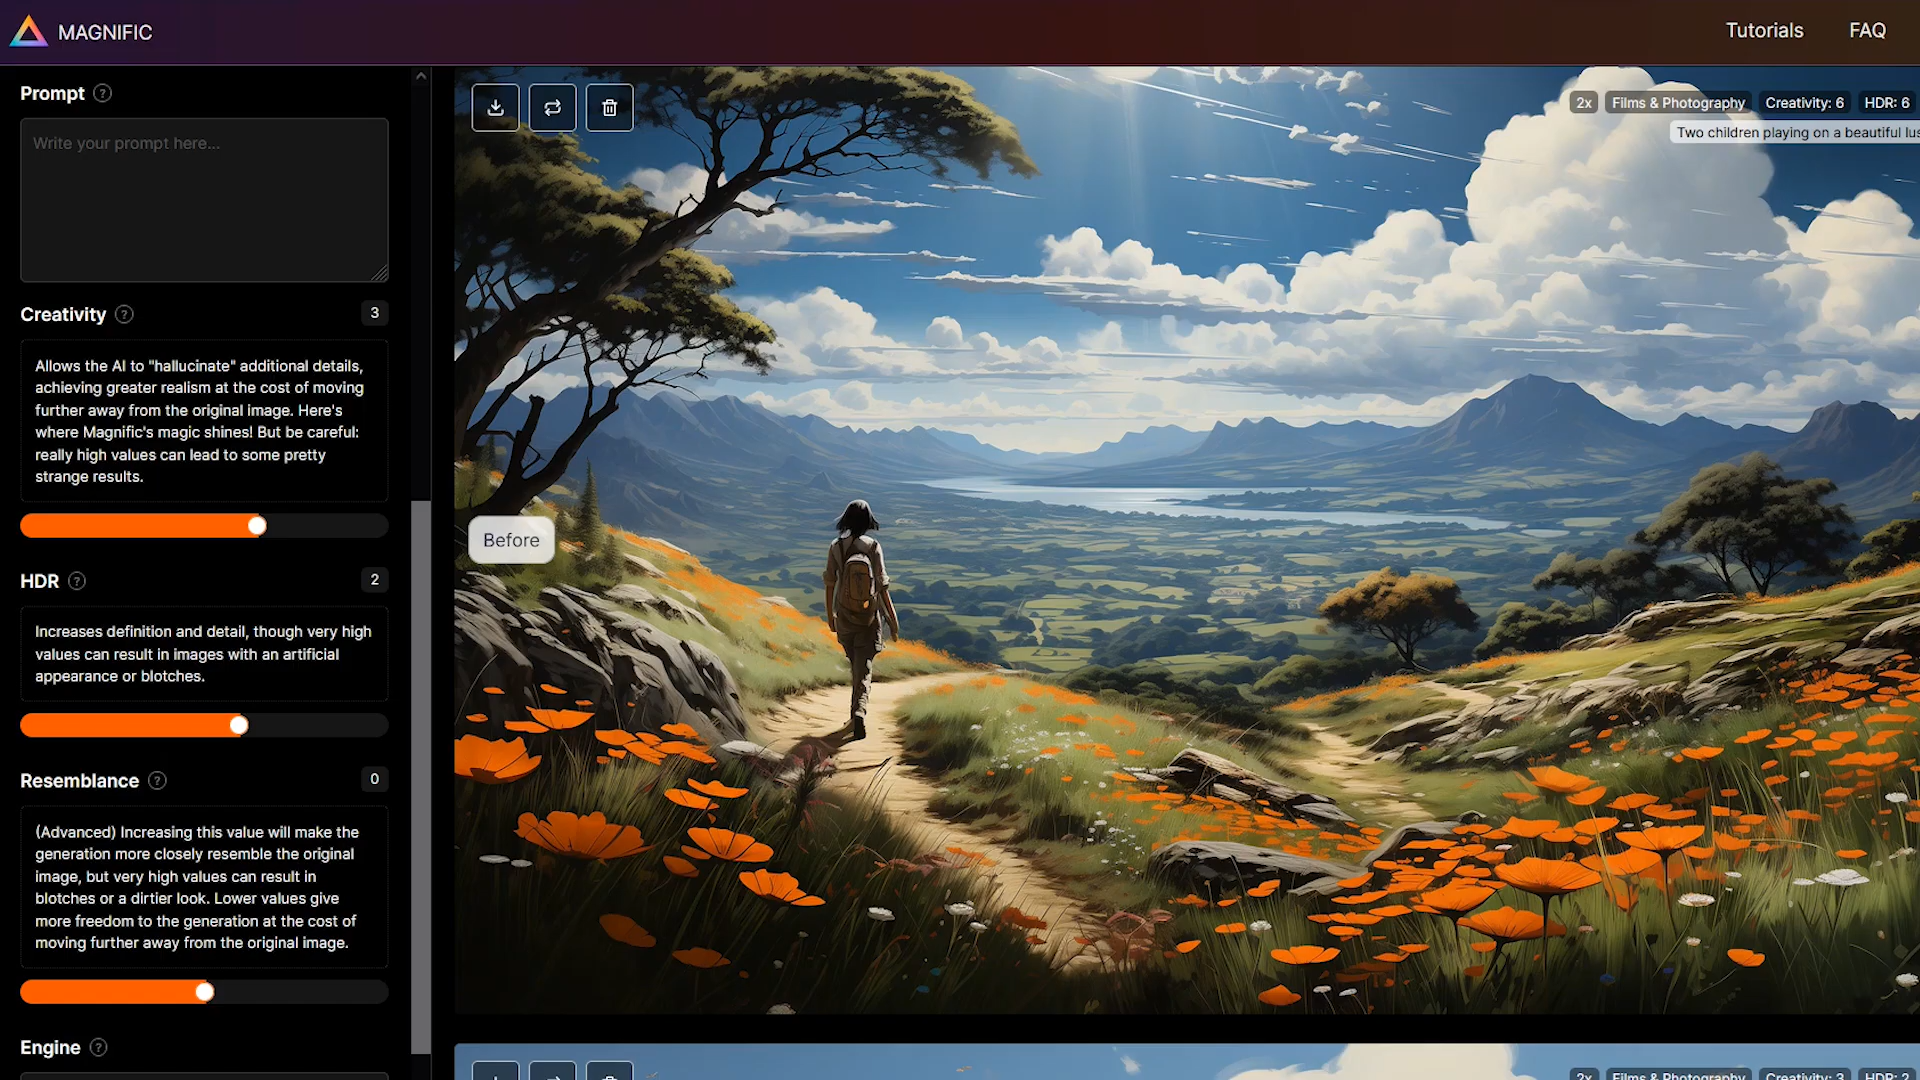 MAGNIFIC
Tutorials
FAQ
Prompt ?
Write your prompt here...
Creativity ?
3
Allows the AI to "hallucinate" additional details,
achieving greater realism at the cost of moving
further away from the original image. Here's
where Magnific's magic shines! But be careful:
really high values can lead to some pretty
strange results.
HDR ?
2
Increases definition and detail, though very high
values can result in images with an artificial
appearance or blotches.
Resemblance ?
0
(Advanced) Increasing this value will make the
generation more closely resemble the original
image, but very high values can result in
blotches or a dirtier look. Lower values give
more freedom to the generation at the cost of
moving further away from the original image.
Engine ?
2x
Films & Photography
Creativity: 6
HDR: 6
Two children playing on a beautiful lus
Before
2x
Films & Photography
Creativity: 3
HDR: 2